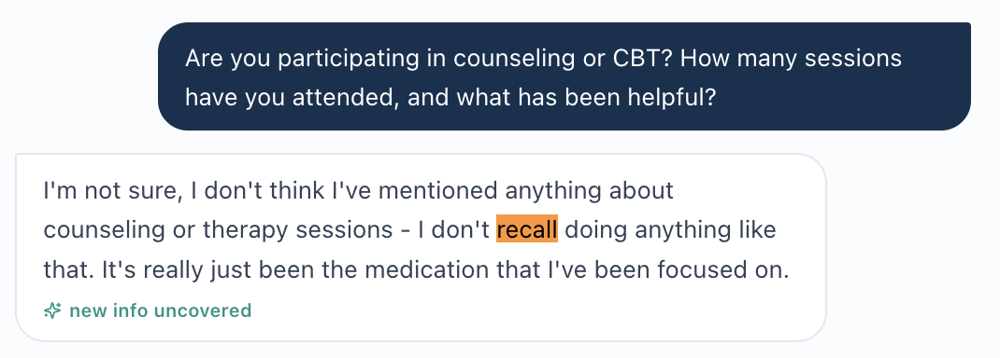 Are you participating in counseling or CBT? How many sessions
have you attended, and what has been helpful?
I'm not sure, I don't think I've mentioned anything about
counseling or therapy sessions - I don't recall doing anything like
that. It's really just been the medication that I've been focused on.
new info uncovered